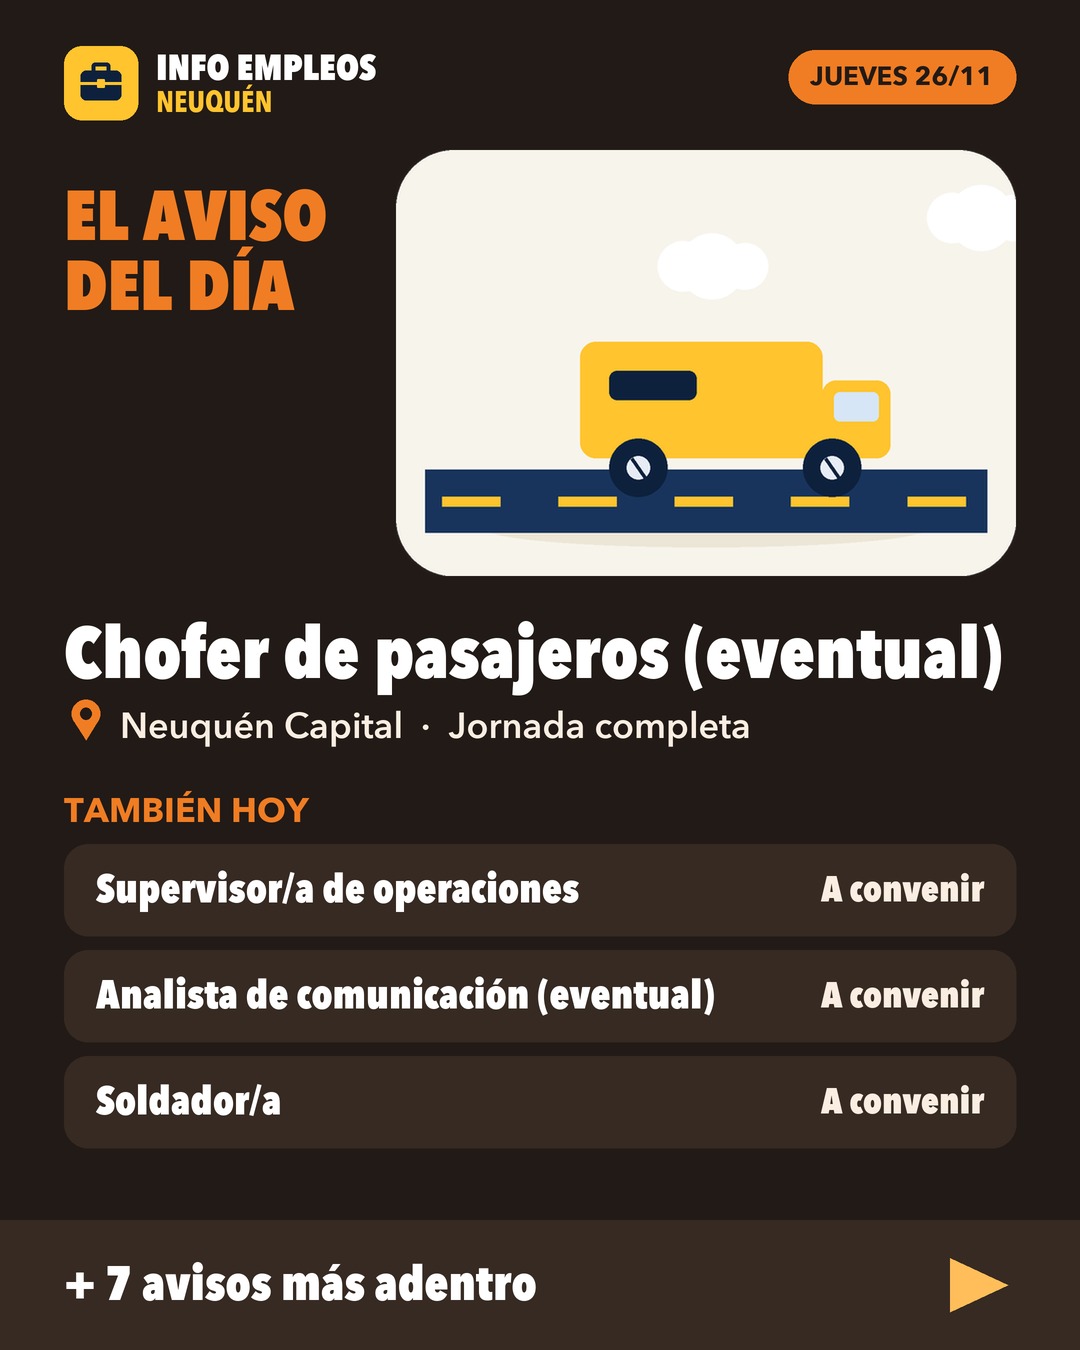 INFO EMPLEOS
NEUQUÉN
JUEVES 26/11
EL AVISO
DEL DÍA
Chofer de pasajeros (eventual)
Neuquén Capital · Jornada completa
TAMBIÉN HOY
Supervisor/a de operaciones A convenir
Analista de comunicación (eventual) A convenir
Soldador/a A convenir
+ 7 avisos más adentro